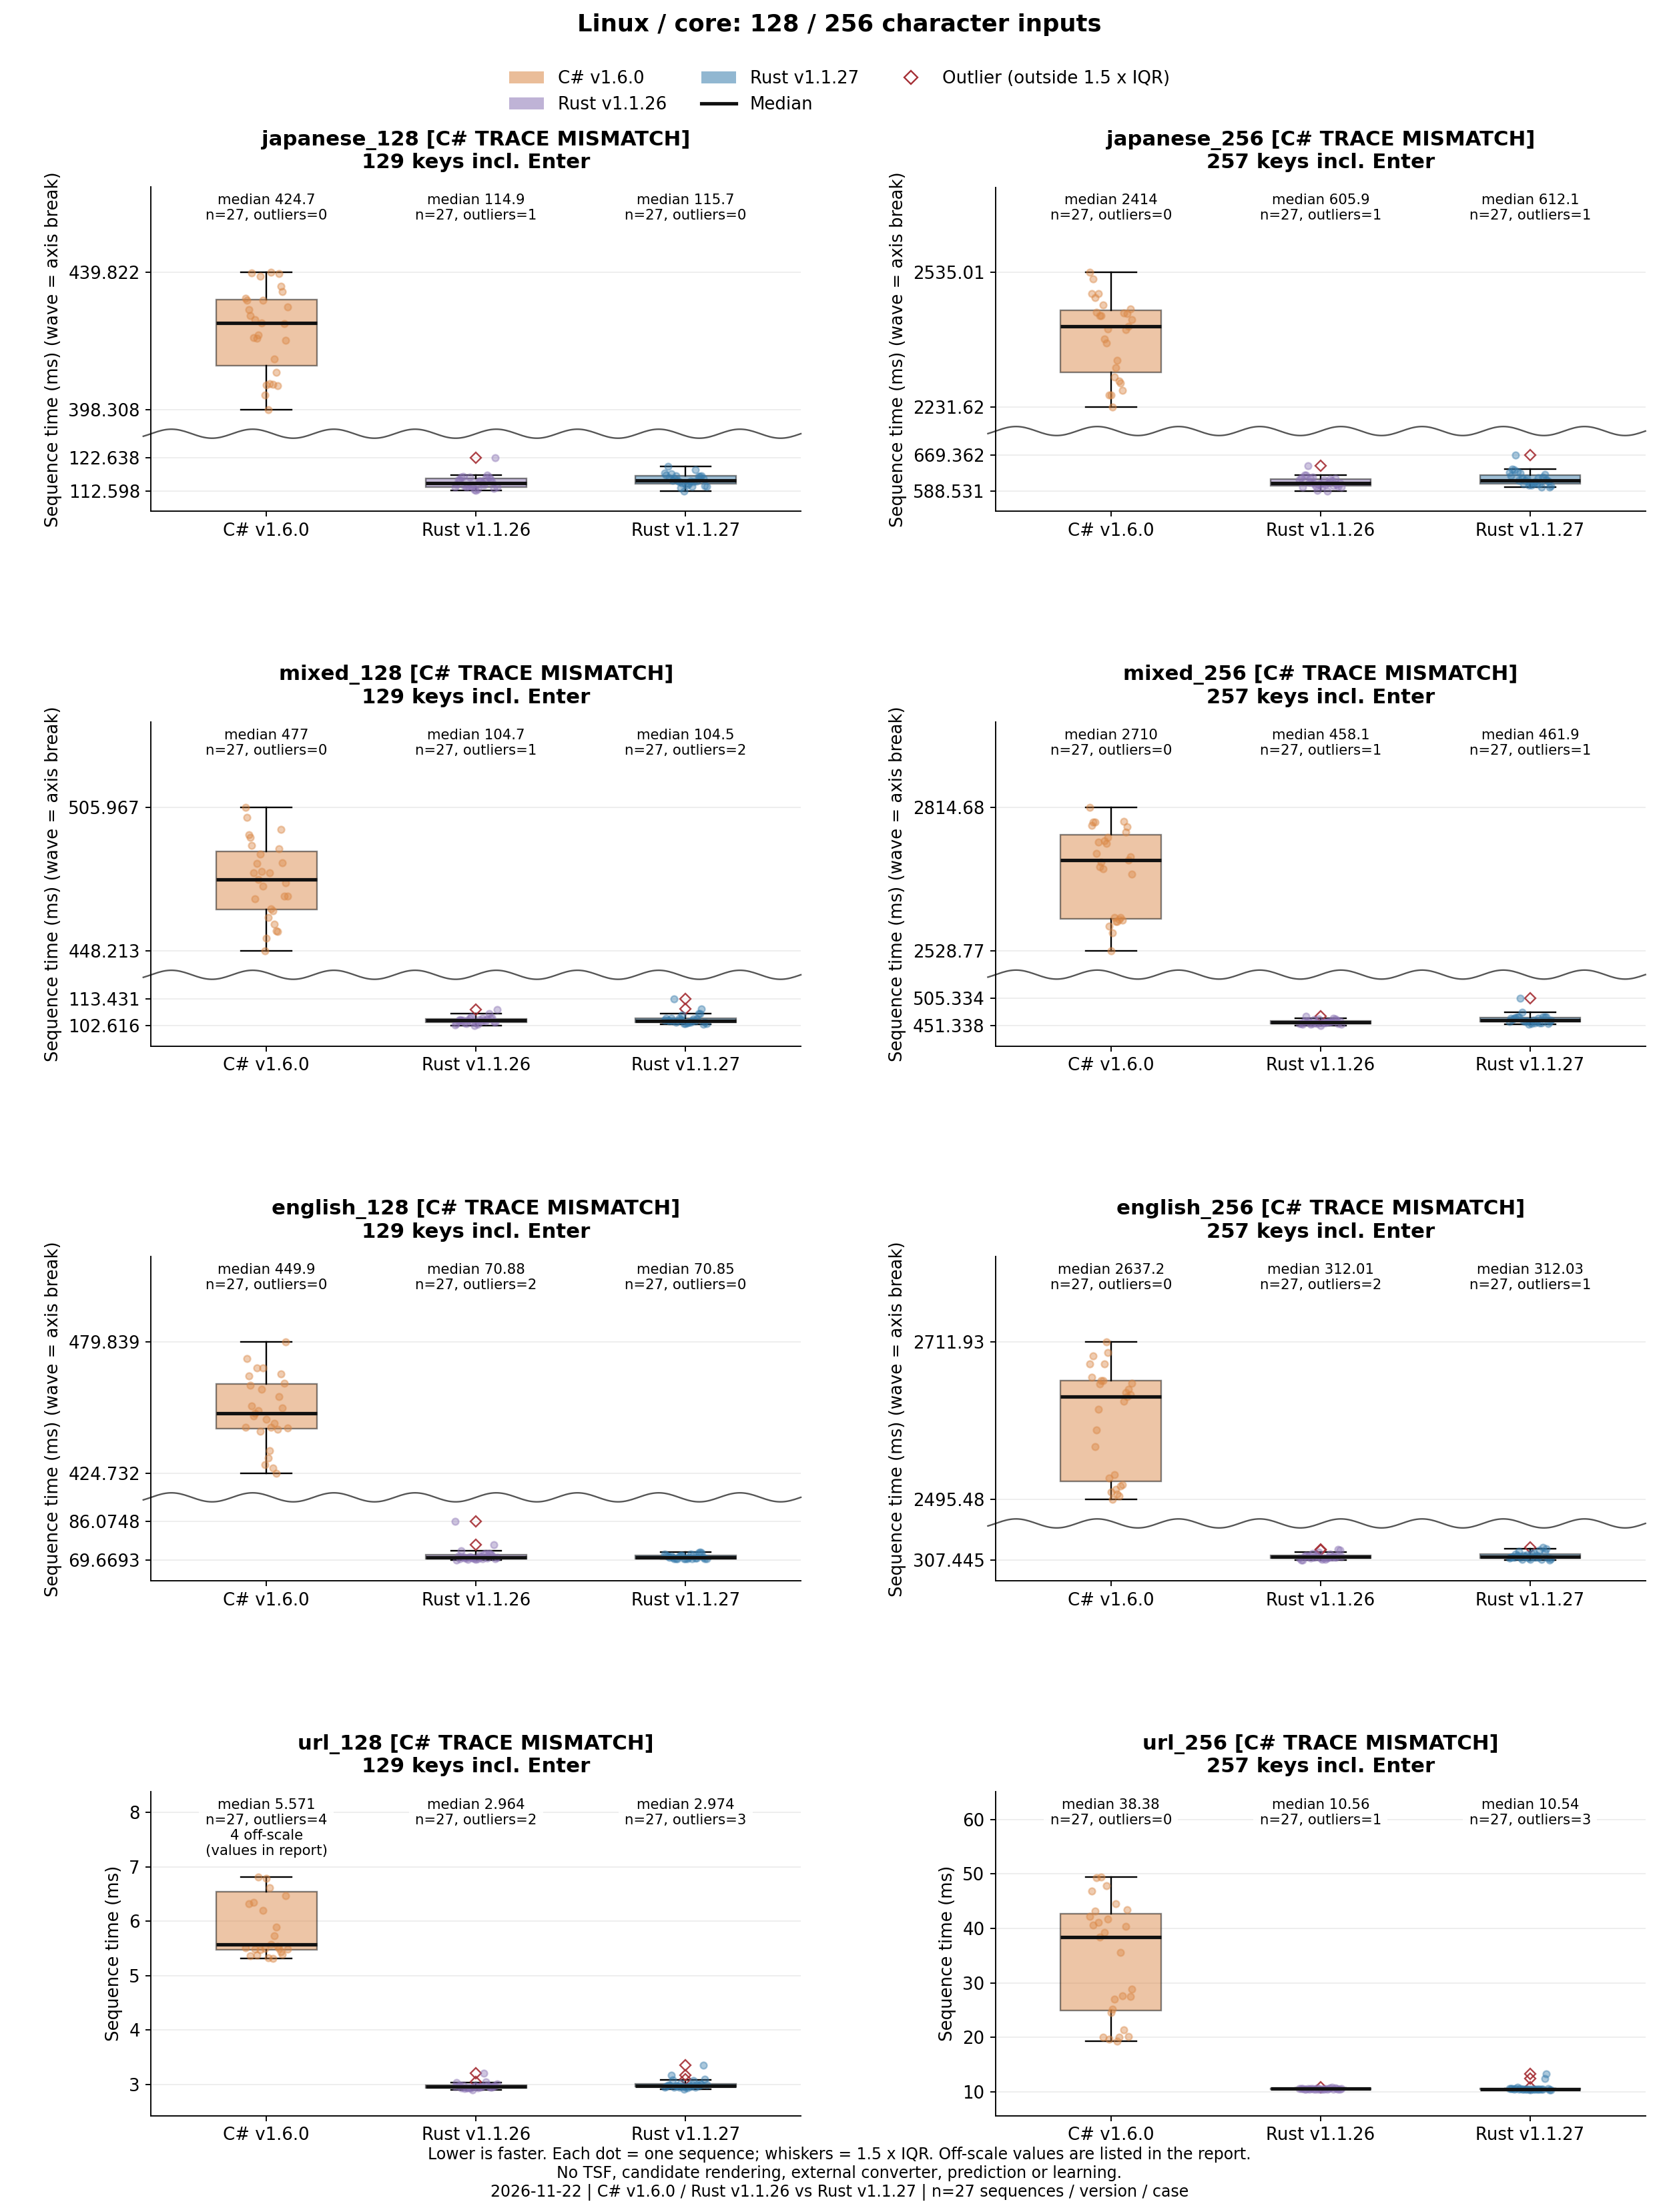 Linux / core: 128 / 256 character inputs
C# v1.6.0
Rust v1.1.26
Rust v1.1.27
Median
Outlier (outside 1.5 x IQR)
japanese_128 [C# TRACE MISMATCH]
129 keys incl. Enter
Sequence time (ms) (wave = axis break)
median 424.7
n=27, outliers=0
median 114.9
n=27, outliers=1
median 115.7
n=27, outliers=0
439.822
398.308
122.638
112.598
C# v1.6.0
Rust v1.1.26
Rust v1.1.27
japanese_256 [C# TRACE MISMATCH]
257 keys incl. Enter
Sequence time (ms) (wave = axis break)
median 2414
n=27, outliers=0
median 605.9
n=27, outliers=1
median 612.1
n=27, outliers=1
2535.01
2231.62
669.362
588.531
C# v1.6.0
Rust v1.1.26
Rust v1.1.27
mixed_128 [C# TRACE MISMATCH]
129 keys incl. Enter
Sequence time (ms) (wave = axis break)
median 477
n=27, outliers=0
median 104.7
n=27, outliers=1
median 104.5
n=27, outliers=2
505.967
448.213
113.431
102.616
C# v1.6.0
Rust v1.1.26
Rust v1.1.27
mixed_256 [C# TRACE MISMATCH]
257 keys incl. Enter
Sequence time (ms) (wave = axis break)
median 2710
n=27, outliers=0
median 458.1
n=27, outliers=1
median 461.9
n=27, outliers=1
2814.68
2528.77
505.334
451.338
C# v1.6.0
Rust v1.1.26
Rust v1.1.27
english_128 [C# TRACE MISMATCH]
129 keys incl. Enter
Sequence time (ms) (wave = axis break)
median 449.9
n=27, outliers=0
median 70.88
n=27, outliers=2
median 70.85
n=27, outliers=0
479.839
424.732
86.0748
69.6693
C# v1.6.0
Rust v1.1.26
Rust v1.1.27
english_256 [C# TRACE MISMATCH]
257 keys incl. Enter
Sequence time (ms) (wave = axis break)
median 2637.2
n=27, outliers=0
median 312.01
n=27, outliers=2
median 312.03
n=27, outliers=1
2711.93
2495.48
307.445
C# v1.6.0
Rust v1.1.26
Rust v1.1.27
url_128 [C# TRACE MISMATCH]
129 keys incl. Enter
Sequence time (ms)
median 5.571
n=27, outliers=4
4 off-scale
(values in report)
median 2.964
n=27, outliers=2
median 2.974
n=27, outliers=3
8
7
6
5
4
3
C# v1.6.0
Rust v1.1.26
Rust v1.1.27
url_256 [C# TRACE MISMATCH]
257 keys incl. Enter
Sequence time (ms)
median 38.38
n=27, outliers=0
median 10.56
n=27, outliers=1
median 10.54
n=27, outliers=3
60
50
40
30
20
10
C# v1.6.0
Rust v1.1.26
Rust v1.1.27
Lower is faster. Each dot = one sequence; whiskers = 1.5 x IQR. Off-scale values are listed in the report.
No TSF, candidate rendering, external converter, prediction or learning.
2026-11-22 | C# v1.6.0 / Rust v1.1.26 vs Rust v1.1.27 | n=27 sequences / version / case